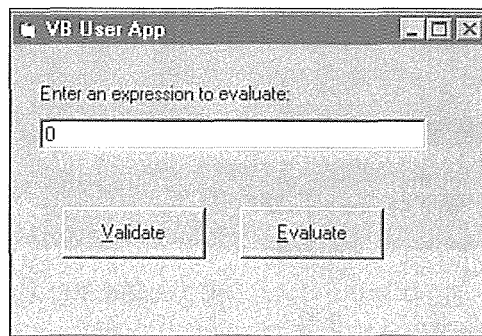 VB User App
Enter an expression to evaluate:
0
Validate
Evaluate